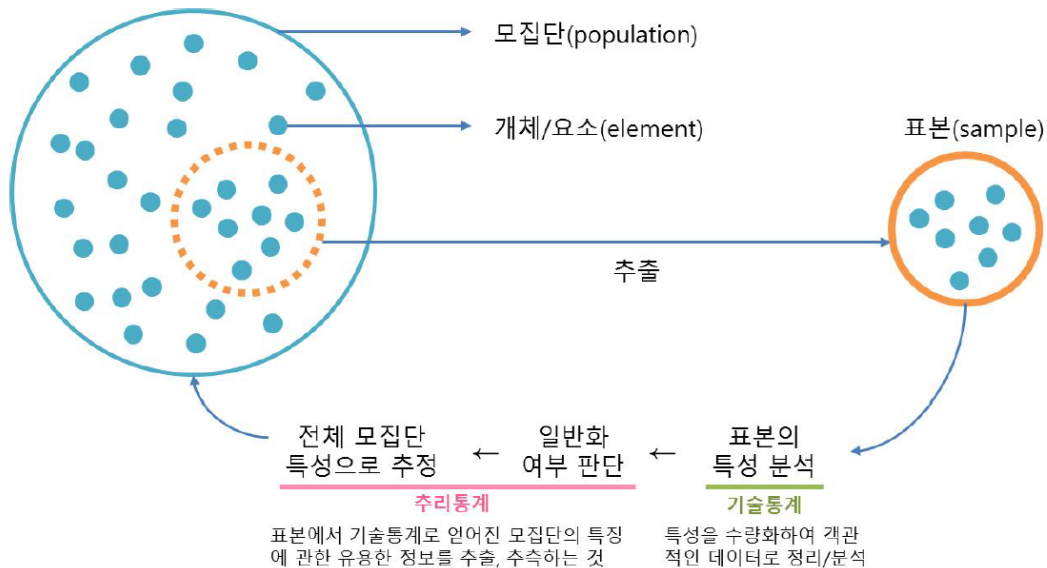 모집단(population)
개체/요소(element)
표본(sample)
추출
전체 모집단
특성으로 추정
←
일반화
여부 판단
←
표본의
특성 분석
추리통계
기술통계
표본에서 기술통계로 얻어진 모집단의 특징
에 관한 유용한 정보를 추출, 추측하는 것
특성을 수량화하여 객관
적인 데이터로 정리/분석